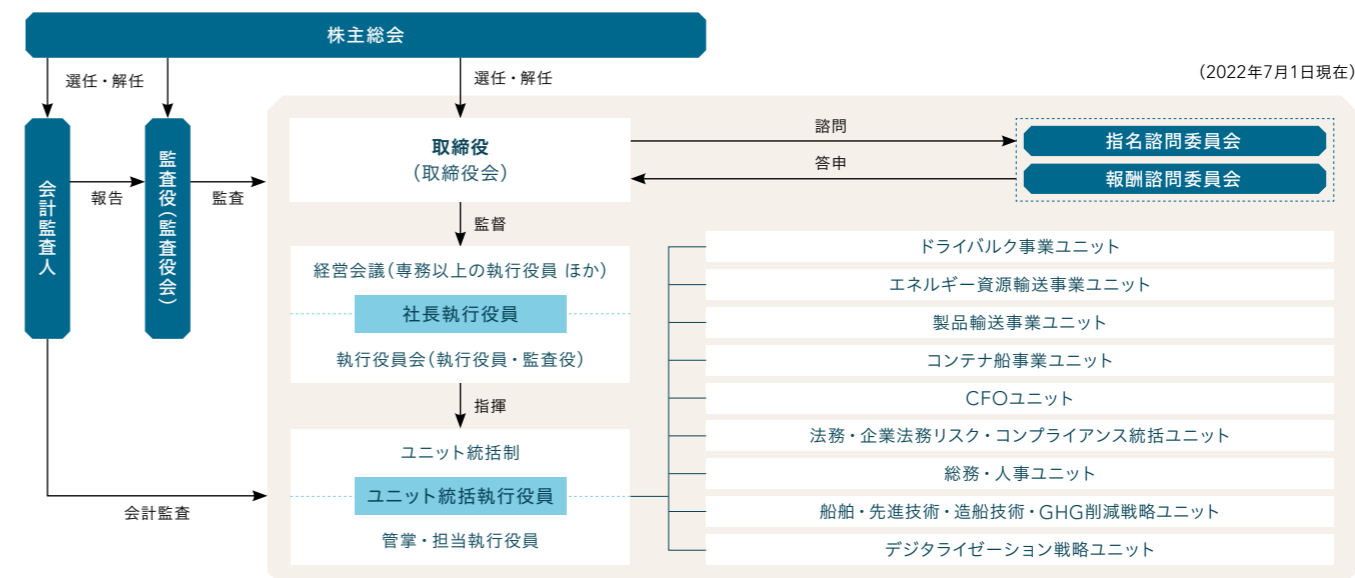 株主総会
選任・解任
選任・解任
（2022年7月1日現在）
会計監査人
報告
監査役（監査役会）
監査
取締役
（取締役会）
諮問
答申
指名諮問委員会
報酬諮問委員会
監督
経営会議（専務以上の執行役員 ほか）
社長執行役員
執行役員会（執行役員・監査役）
指揮
ユニット統括制
ユニット統括執行役員
管掌・担当執行役員
会計監査
ドライバルク事業ユニット
エネルギー資源輸送事業ユニット
製品輸送事業ユニット
コンテナ船事業ユニット
CFOユニット
法務・企業法務リスク・コンプライアンス統括ユニット
総務・人事ユニット
船舶・先進技術・造船技術・GHG削減戦略ユニット
デジタライゼーション戦略ユニット